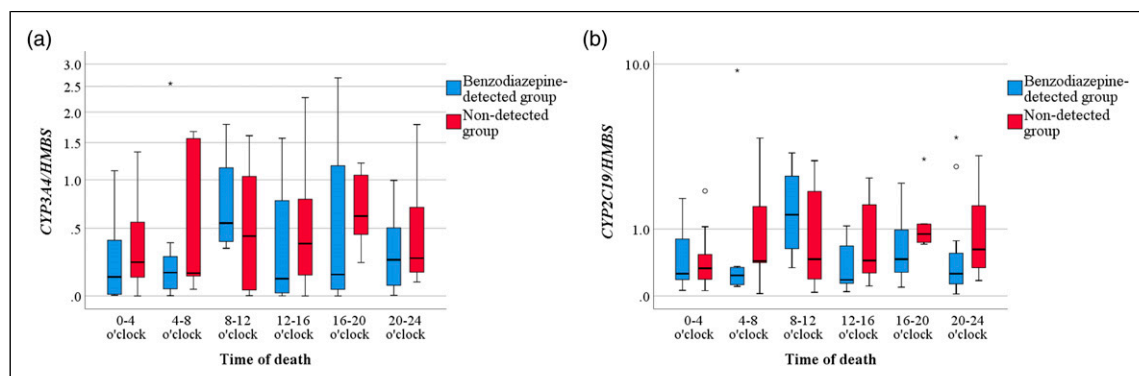 (a)
CYP3A4/HMBS
3.0
2.5
2.0
1.5
1.0
.5
.0
Benzodiazepine-
detected group
Non-detected
group
0-4
o'clock
4-8
o'clock
8-12
o'clock
12-16
o'clock
16-20
o'clock
20-24
o'clock
Time of death
(b)
CYP2C19/HMBS
10.0
1.0
.0
Benzodiazepine-
detected group
Non-detected
group
0-4
o'clock
4-8
o'clock
8-12
o'clock
12-16
o'clock
16-20
o'clock
20-24
o'clock
Time of death